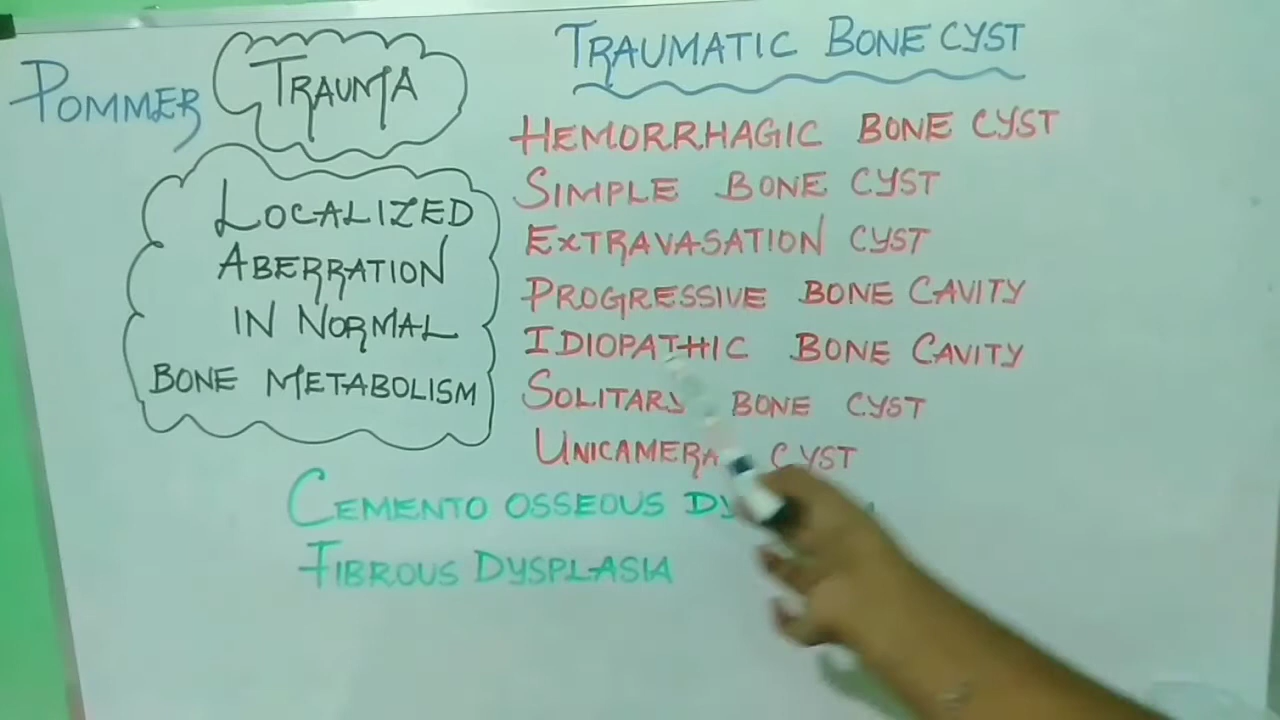 POMMER
TRAUMA
LOCALIZED
ABERRATION
IN NORMAL
BONE METABOLISM
TRAUMATIC BONE CYST
HEMORRHAGIC BONE CYST
SIMPLE BONE CYST
EXTRAVASATION CYST
PROGRESSIVE BONE CAVITY
IDIOPATHIC BONE CAVITY
SOLITARY BONE CYST
UNICAMERA CYST
CEMENTO OSSEOUS
FIBROUS DYSPLASIA